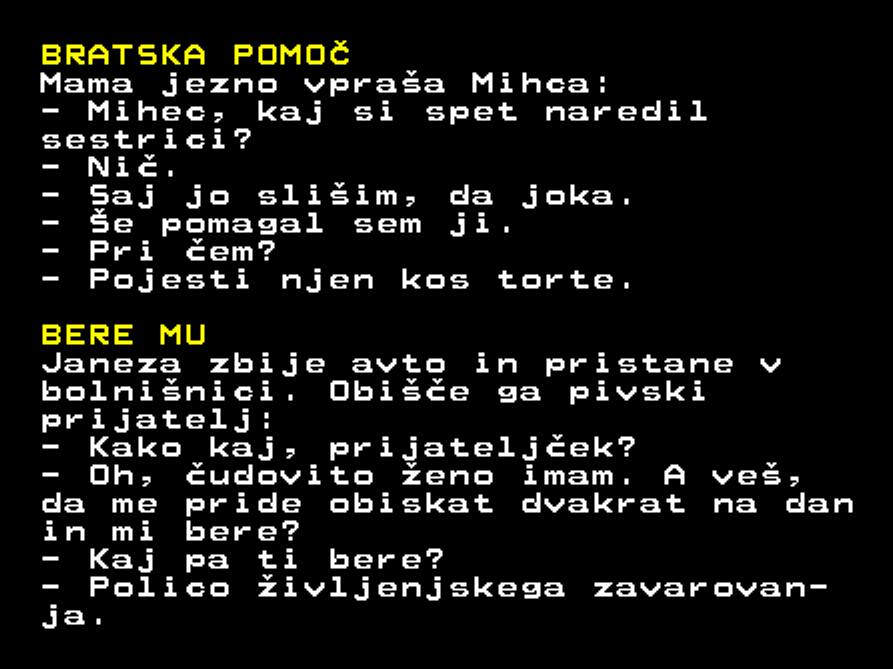 BRATSKA POMOČ
Mama jezno vpraša Mihca:
- Mihec, kaj si spet naredil
sestrici?
- Nič.
- Saj jo slišim, da joka.
- Še pomagal sem ji.
- Pri čem?
- Pojesti njen kos torte.
BERE MU
Janeza zbije avto in pristane v
bolnišnici. Obišče ga pivski
prijatelj:
- Kako kaj, prijateljček?
- Oh, čudovito ženo imam. A veš,
da me pride obiskat dvakrat na dan
in mi bere?
- Kaj pa ti bere?
- Polico življenjskega zavarovan-
ja.